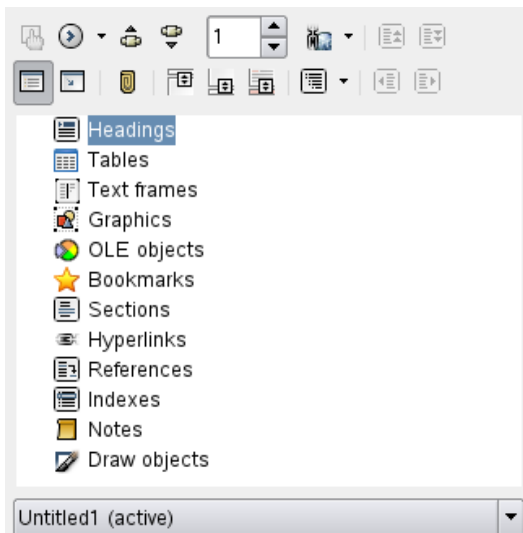 1
Headings
Tables
Text frames
Graphics
OLE objects
Bookmarks
Sections
Hyperlinks
References
Indexes
Notes
Draw objects
Untitled1 (active)